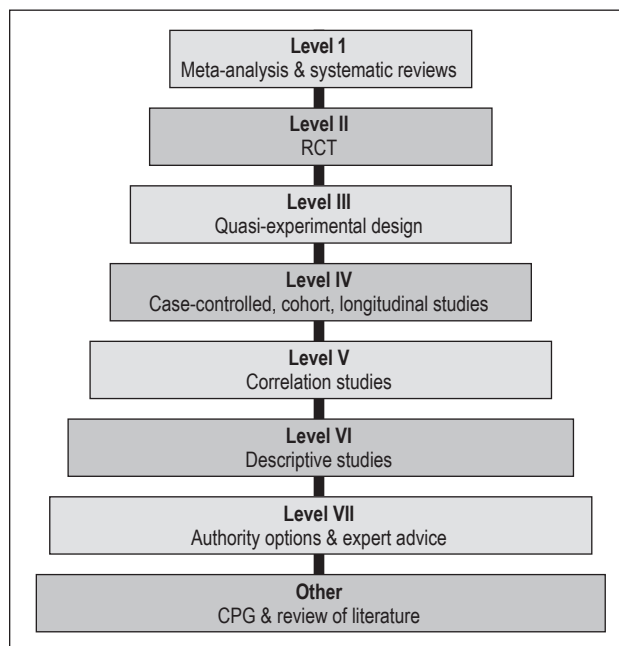 Level 1
Meta-analysis & systematic reviews
Level II
RCT
Level III
Quasi-experimental design
Level IV
Case-controlled, cohort, longitudinal studies
Level V
Correlation studies
Level VI
Descriptive studies
Level VII
Authority options & expert advice
Other
CPG & review of literature